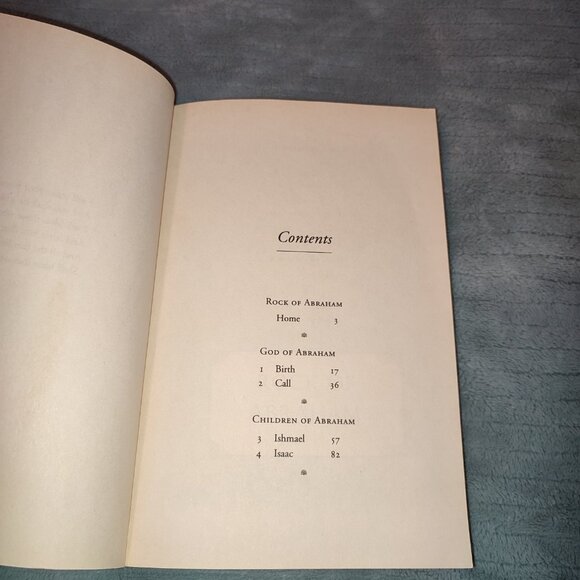 Contents
ROCK OF ABRAHAM
Home 3
GOD OF ABRAHAM
1 Birth 17
2 Call 36
CHILDREN OF ABRAHAM
3 Ishmael 57
4 Isaac 82